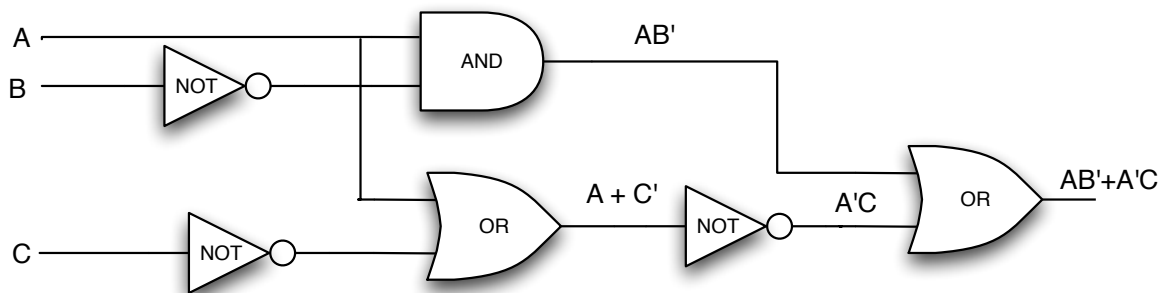 A
B
C
NOT
AND
AB'
NOT
OR
A + C'
NOT
A'C
OR
AB'+A'C